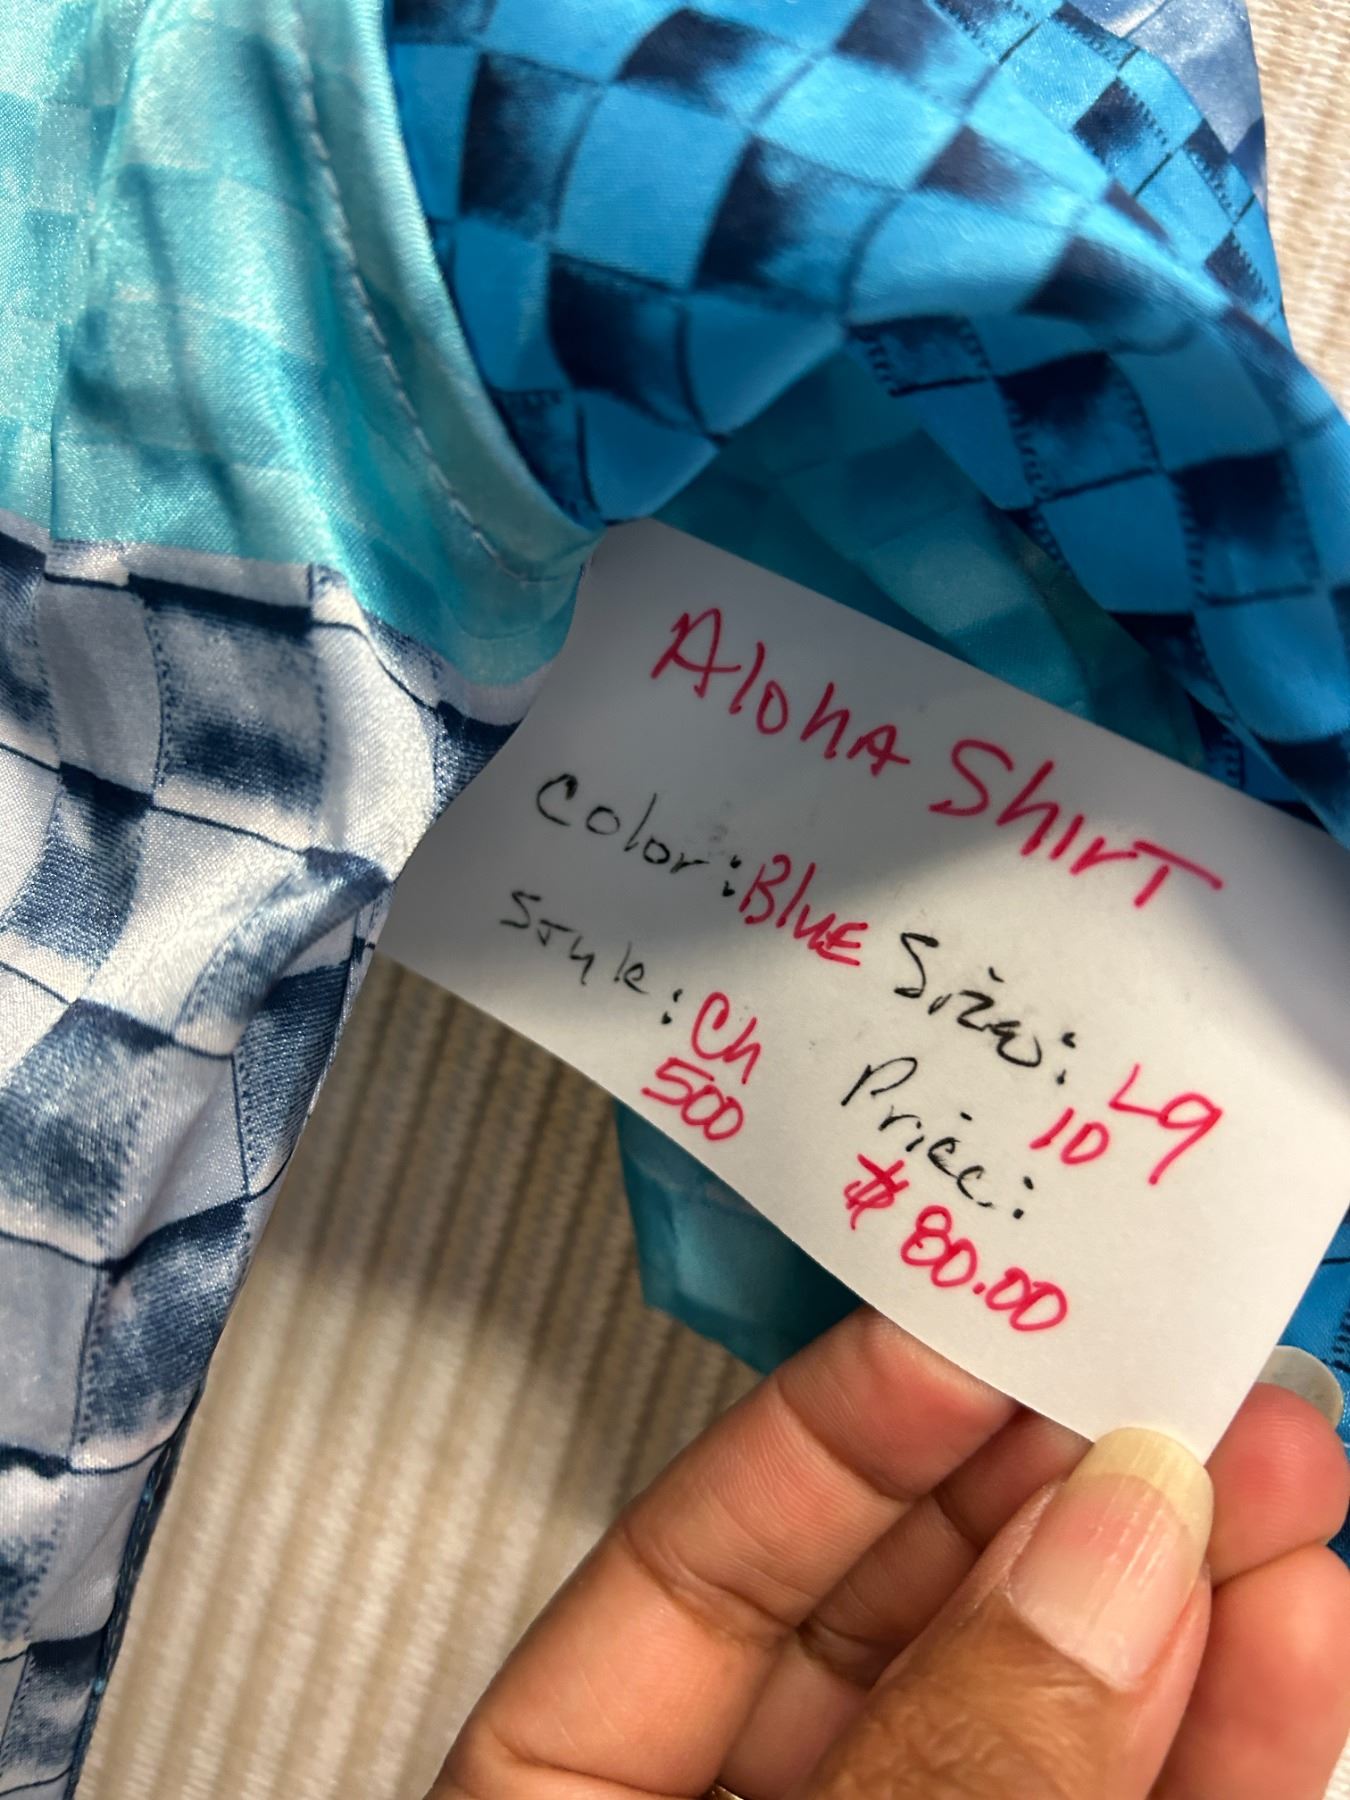 Aloha Shirt
Color: Blue Size: Lg
10
Style: Ch
500
Price:
$80.00